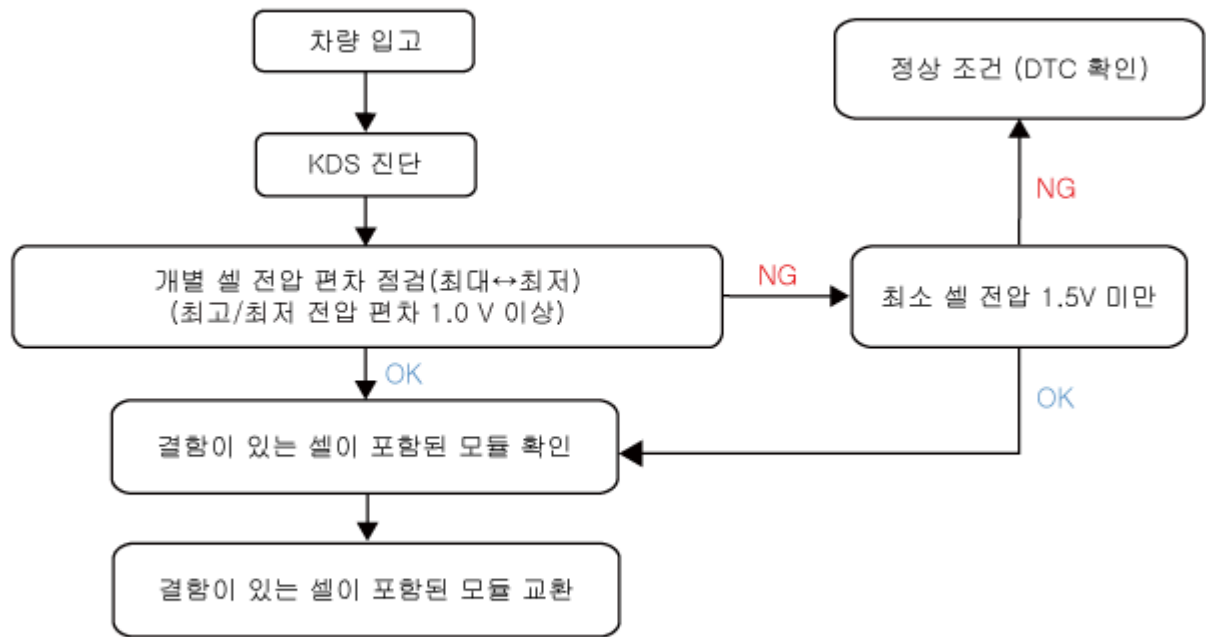 차량 입고
정상 조건 (DTC 확인)
KDS 진단
NG
개별 셀 전압 편차 점검(최대↔최저)
(최고/최저 전압 편차 1.0 V 이상)
NG
최소 셀 전압 1.5V 미만
OK
OK
결함이 있는 셀이 포함된 모듈 확인
결함이 있는 셀이 포함된 모듈 교환